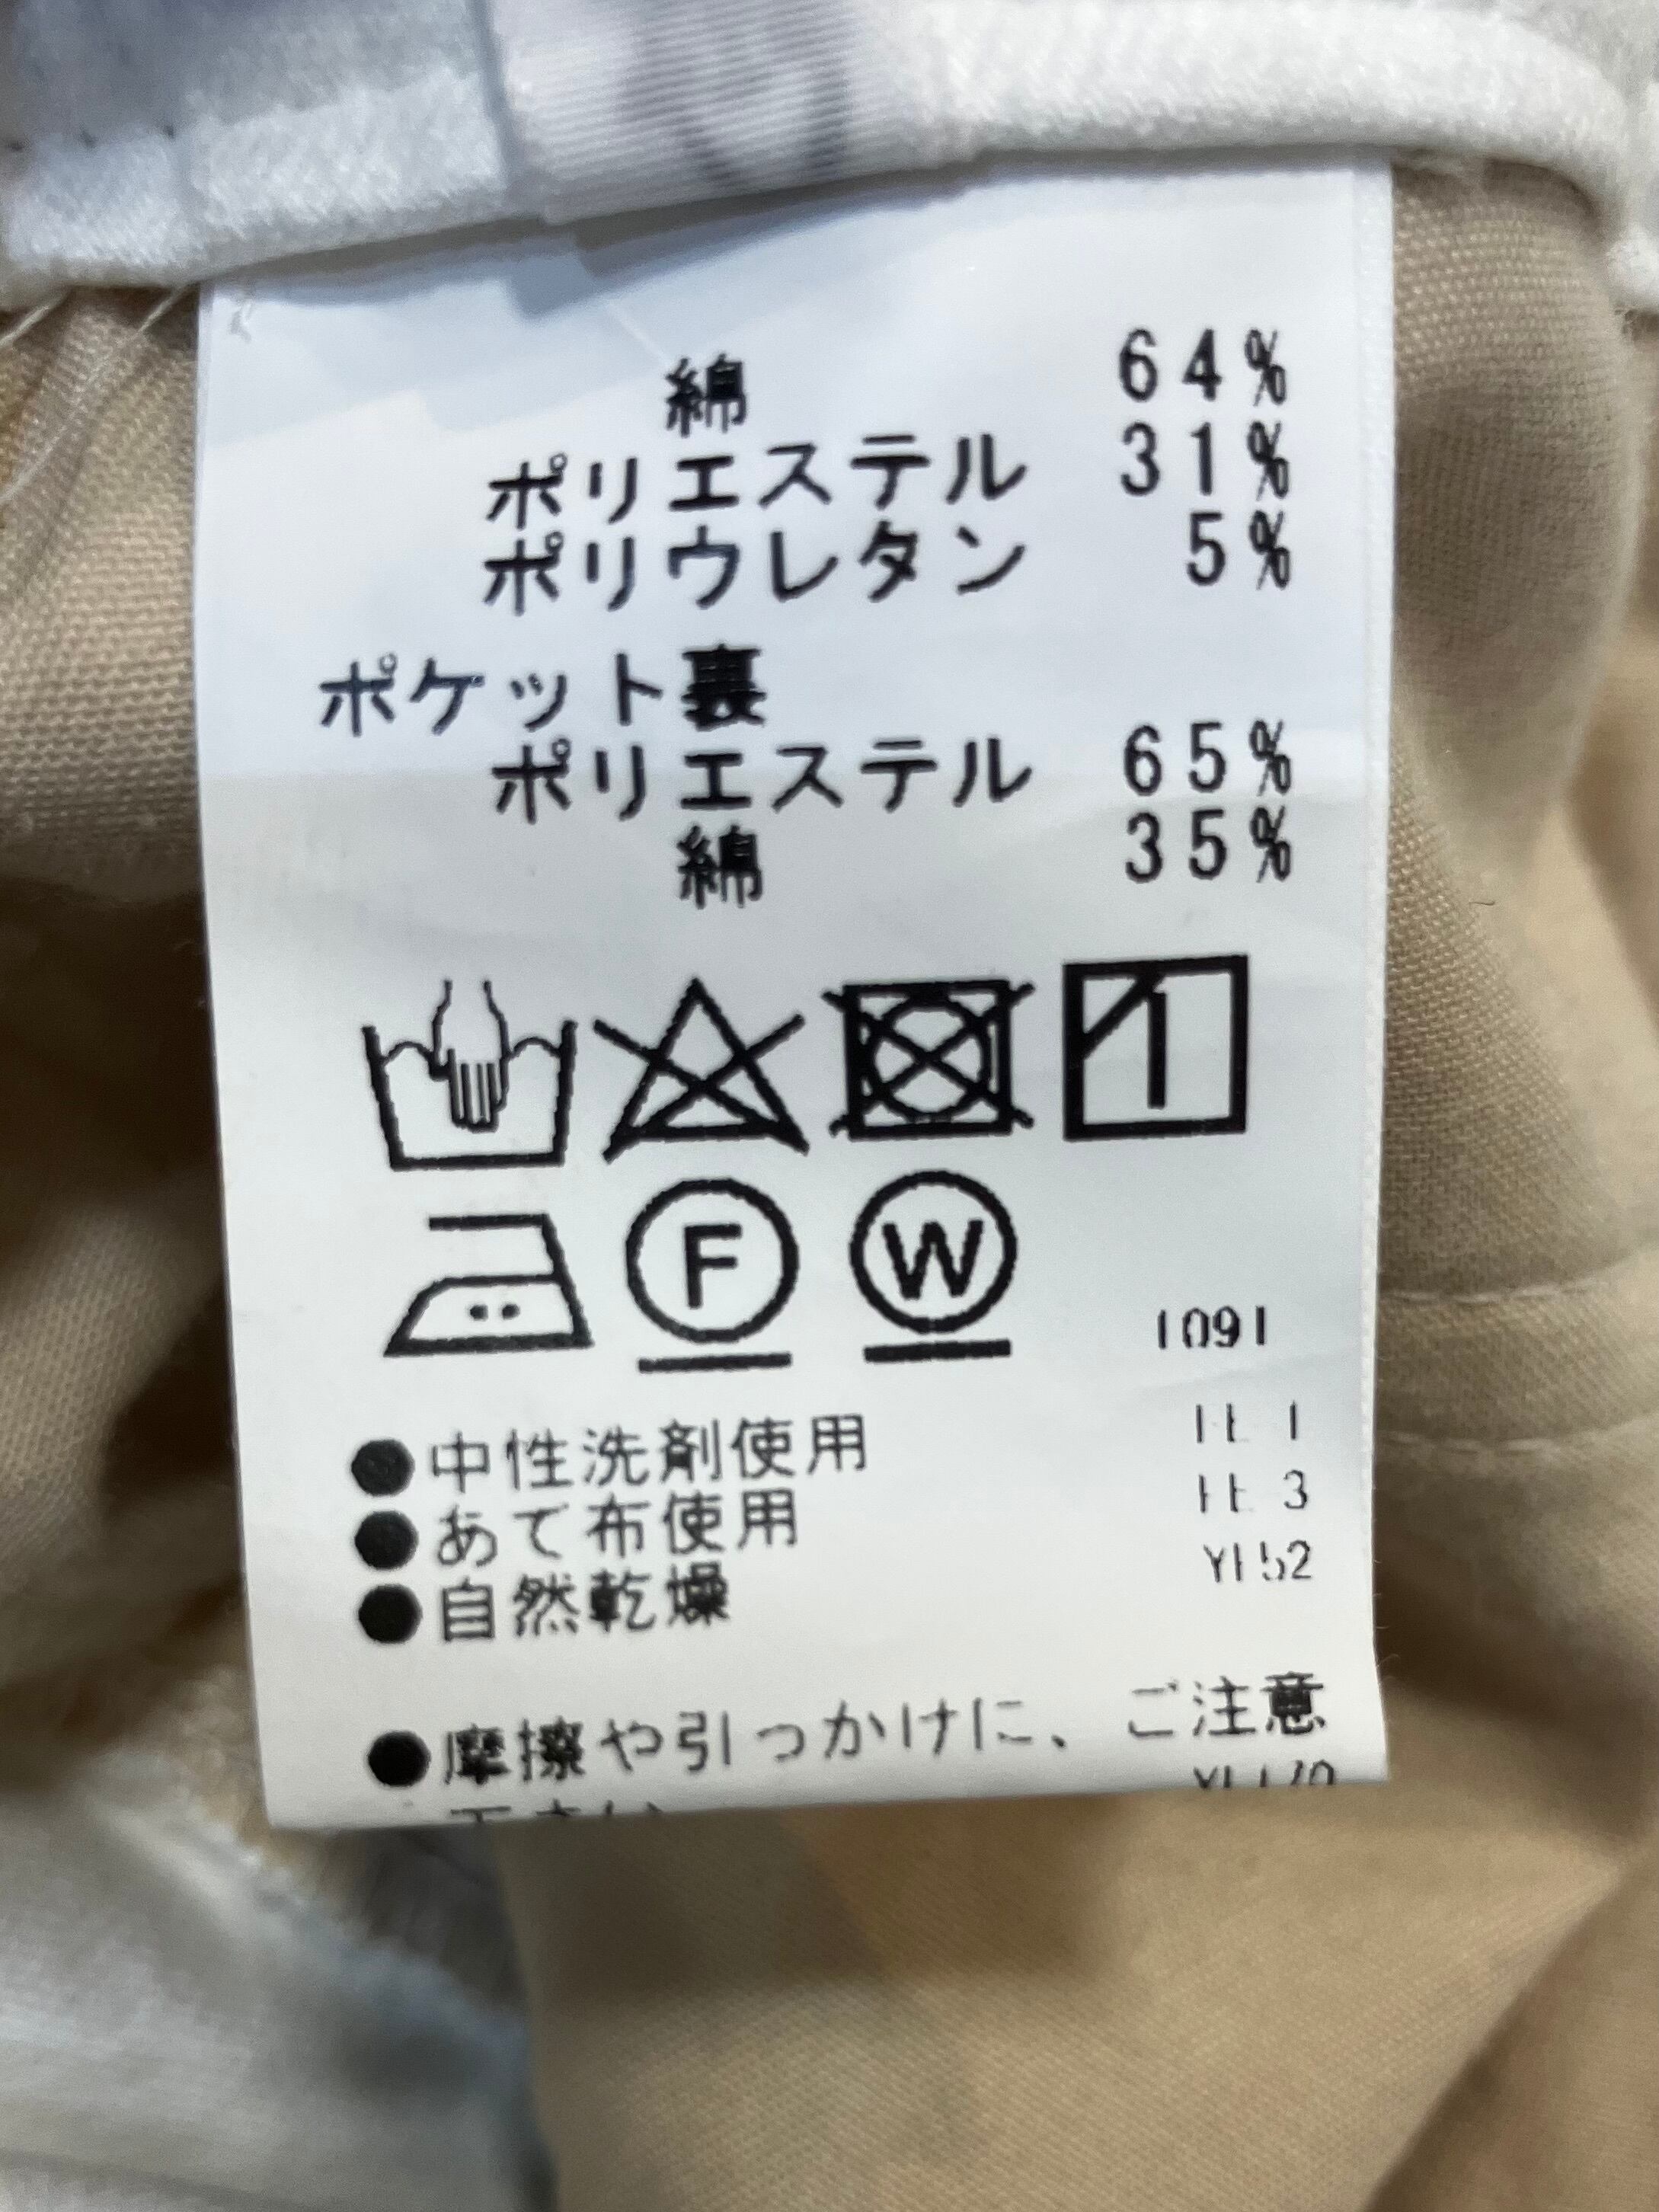 綿 64%
ポリエステル 31%
ポリウレタン 5%
ポケット裏
ポリエステル 65%
綿 35%
F W
1091
●中性洗剤使用
●あて布使用
●自然乾燥
●摩擦や引っかけに、ご注意